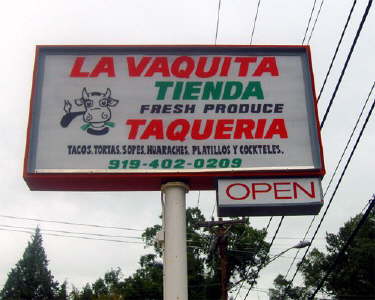 LA VAQUITA
TIENDA
FRESH PRODUCE
TAQUERIA
TACOS, TORTAS, SOPES, HUARACHES, PLATILLOS Y COCKTELES.
919-402-0209
OPEN